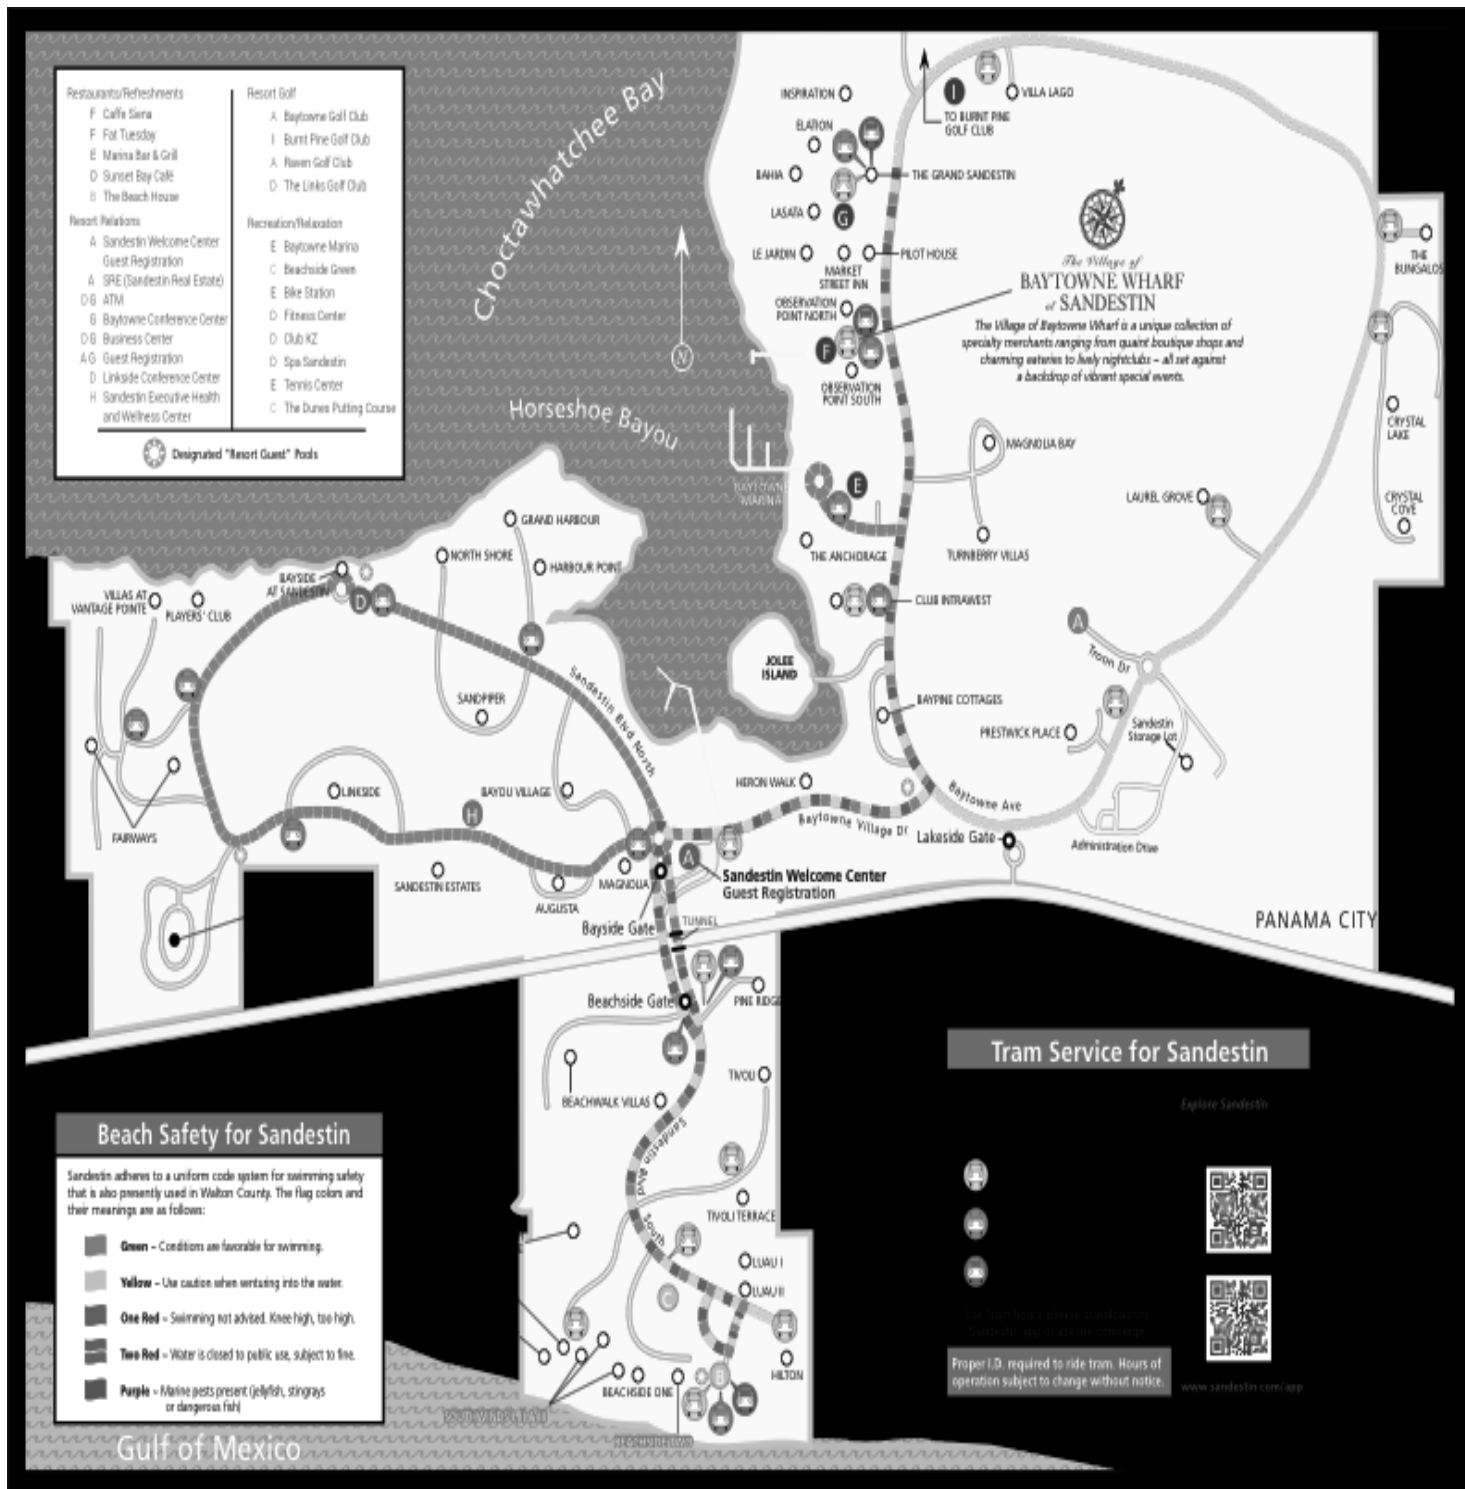 Restaurants/Refreshments
F Caffe Siena
F Fat Tuesday
E Marina Bar & Grill
D Sunset Bay Café
B The Beach House
Resort Relations
A Sandestin Welcome Center
Guest Registration
A SRE (Sandestin Real Estate)
D G ATM
G Baytowne Conference Center
D G Business Center
A G Guest Registration
D Linkside Conference Center
H Sandestin Executive Health
and Wellness Center
Resort Golf
A Baytowne Golf Club
I Burnt Pine Golf Club
A Raven Golf Club
D The Links Golf Club
Recreation/Relaxation
E Baytowne Marina
C Beachside Green
E Bike Station
D Fitness Center
D Club KZ
D Spa Sandestin
E Tennis Center
C The Dunes Putting Course
Designated "Resort Guest" Pools
Choctawhatchee Bay
Horseshoe Bayou
N
INSPIRATION
ELATION
BAHIA
LASATA
LE JARDIN
MARKET
STREET INN
PILOT HOUSE
THE GRAND SANDESTIN
G
I
TO BURNT PINE
GOLF CLUB
VILLA LAGO
OBSERVATION
POINT NORTH
F
OBSERVATION
POINT SOUTH
The Village of
BAYTOWNE WHARF
at SANDESTIN
The Village of Baytowne Wharf is a unique collection of
specialty merchants ranging from quaint boutique shops and
charming eateries to lively nightclubs – all set against
a backdrop of vibrant special events.
THE
BUNGALOS
CRYSTAL
LAKE
CRYSTAL
COVE
MAGNOLIA BAY
LAUREL GROVE
TURNBERRY VILLAS
BAYTOWNE
MARINA
E
THE ANCHORAGE
CLUB INTRAWEST
GRAND HARBOUR
NORTH SHORE
HARBOUR POINT
BAYSIDE
AT SANDESTIN
D
VILLAS AT
VANTAGE POINTE
PLAYERS' CLUB
SANDPIPER
Sandestin Blvd North
JOLEE
ISLAND
A
Troon Dr
BAYPINE COTTAGES
PRESTWICK PLACE
Sandestin
Storage Lot
HERON WALK
Baytowne Ave
Baytowne Village Dr
Lakeside Gate
Administration Drive
LINKSIDE
BAYOU VILLAGE
H
FAIRWAYS
SANDESTIN ESTATES
AUGUSTA
MAGNOLIA
A
Sandestin Welcome Center
Guest Registration
Bayside Gate
TUNNEL
PANAMA CITY
Beachside Gate
PINE RIDGE
TIVOLI
BEACHWALK VILLAS
Sandestin Blvd
South
TIVOLI TERRACE
LUAU I
LUAU II
C
HILTON
BEACHSIDE ONE
B
BEACHSIDE TWO
Tram Service for Sandestin
Explore Sandestin
Proper I.D. required to ride tram. Hours of
operation subject to change without notice.
www.sandestin.com/app
Beach Safety for Sandestin
Sandestin adheres to a uniform code system for swimming safety
that is also presently used in Walton County. The flag colors and
their meanings are as follows:
Green – Conditions are favorable for swimming.
Yellow – Use caution when venturing into the water.
One Red – Swimming not advised. Knee high, too high.
Two Red – Water is closed to public use, subject to fine.
Purple – Marine pests present (jellyfish, stingrays
or dangerous fish)
Gulf of Mexico